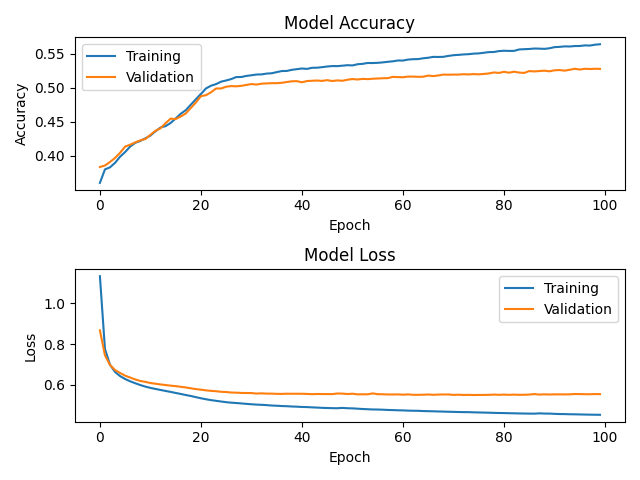 Model Accuracy
Training
Validation
0.55
0.50
0.45
0.40
Accuracy
0 20 40 60 80 100
Epoch
Model Loss
Training
Validation
1.0
0.8
0.6
Loss
0 20 40 60 80 100
Epoch